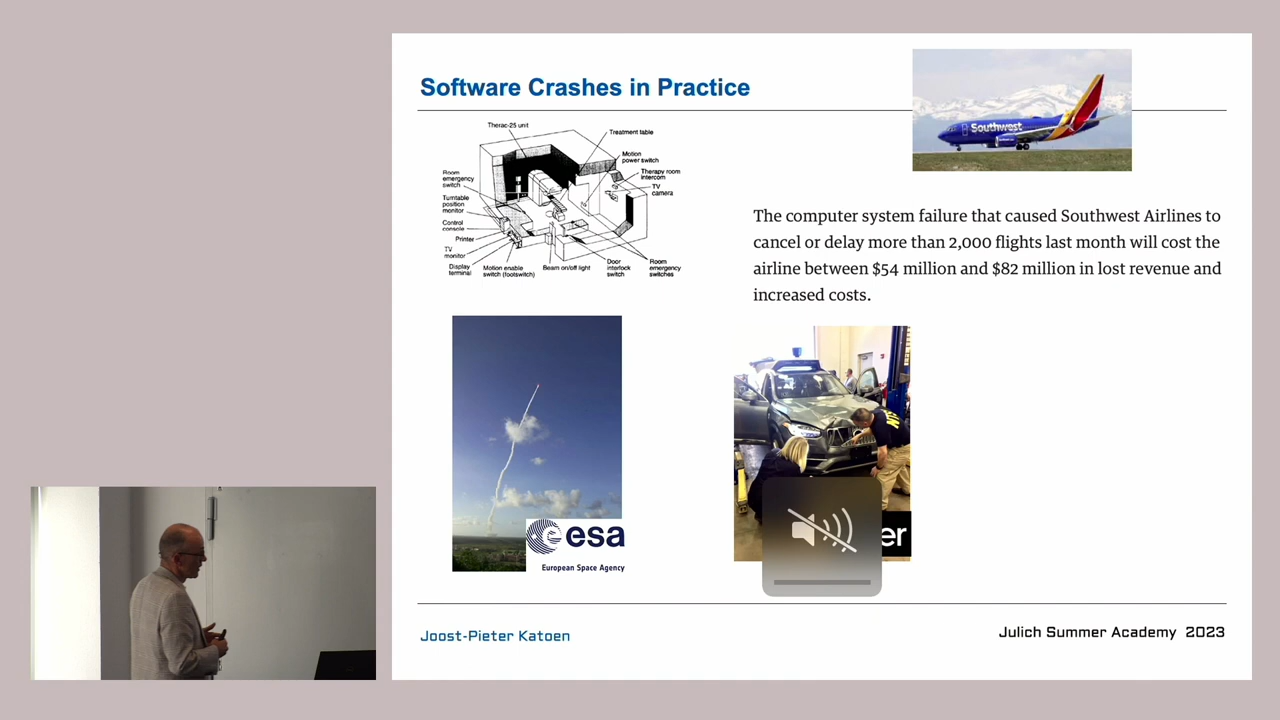 Software Crashes in Practice
Southwest
Therac-25 unit
Treatment table
Motion
power switch
Therapy room
intercom
TV
camera
Room
emergency
switch
Turntable
position
monitor
Control
console
Printer
TV
monitor
Display
terminal
Motion enable
switch (footswitch)
Beam on/off light
Door
interlock
switch
Room
emergency
switches
The computer system failure that caused Southwest Airlines to
cancel or delay more than 2,000 flights last month will cost the
airline between $54 million and $82 million in lost revenue and
increased costs.
esa
European Space Agency
er
Joost-Pieter Katoen
Julich Summer Academy 2023